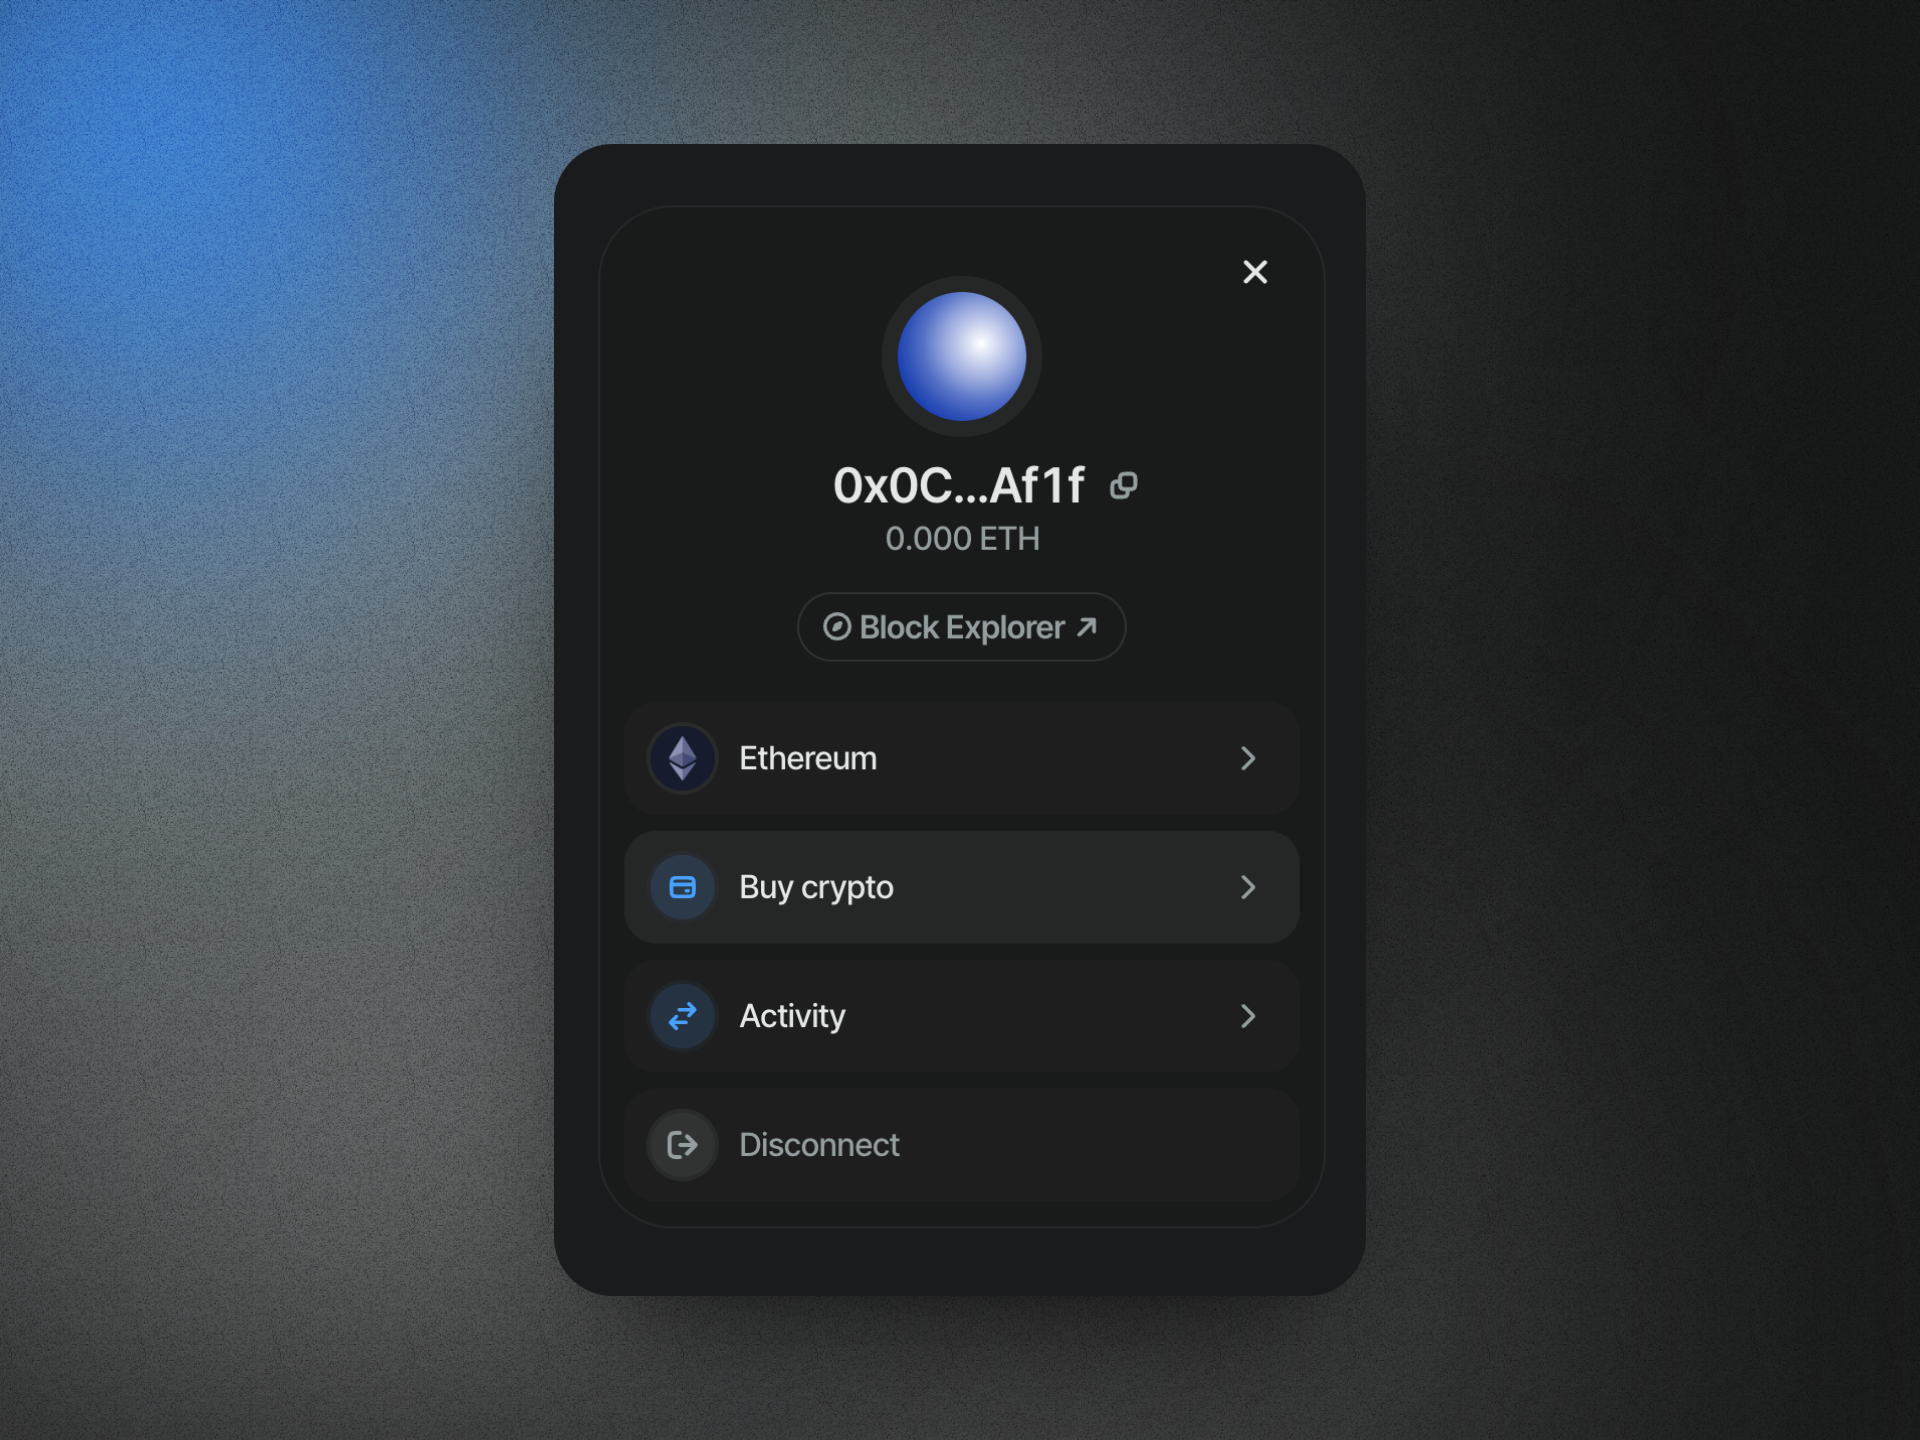 0x0C...Af1f
0.000 ETH
Block Explorer
Ethereum
Buy crypto
Activity
Disconnect